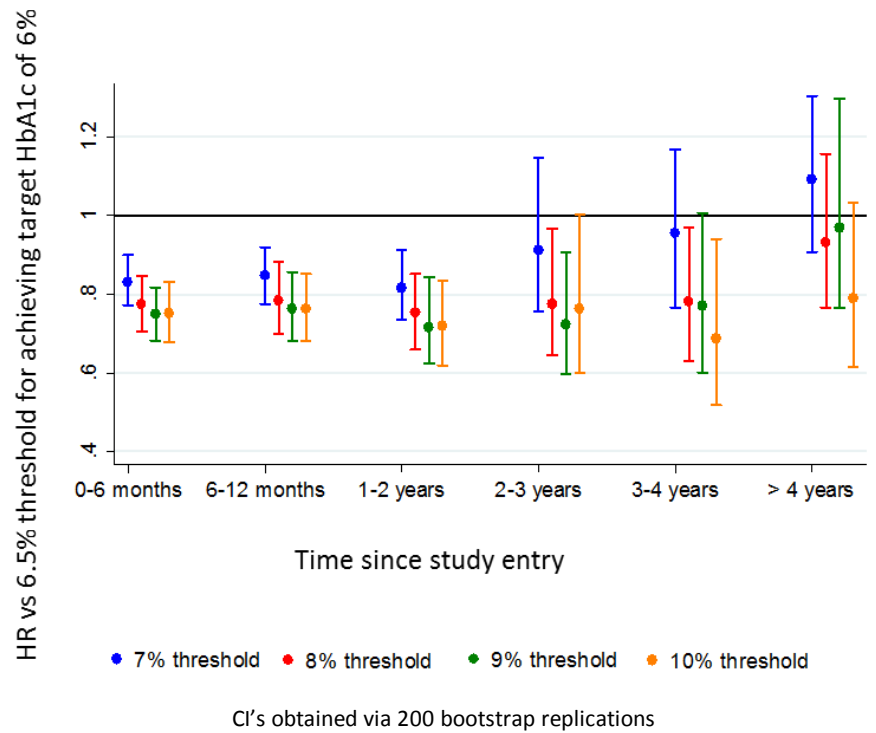 HR vs 6.5% threshold for achieving target HbA1c of 6%
1.2
1
.8
.6
.4
0-6 months 6-12 months 1-2 years 2-3 years 3-4 years > 4 years
Time since study entry
7% threshold 8% threshold 9% threshold 10% threshold
CI's obtained via 200 bootstrap replications